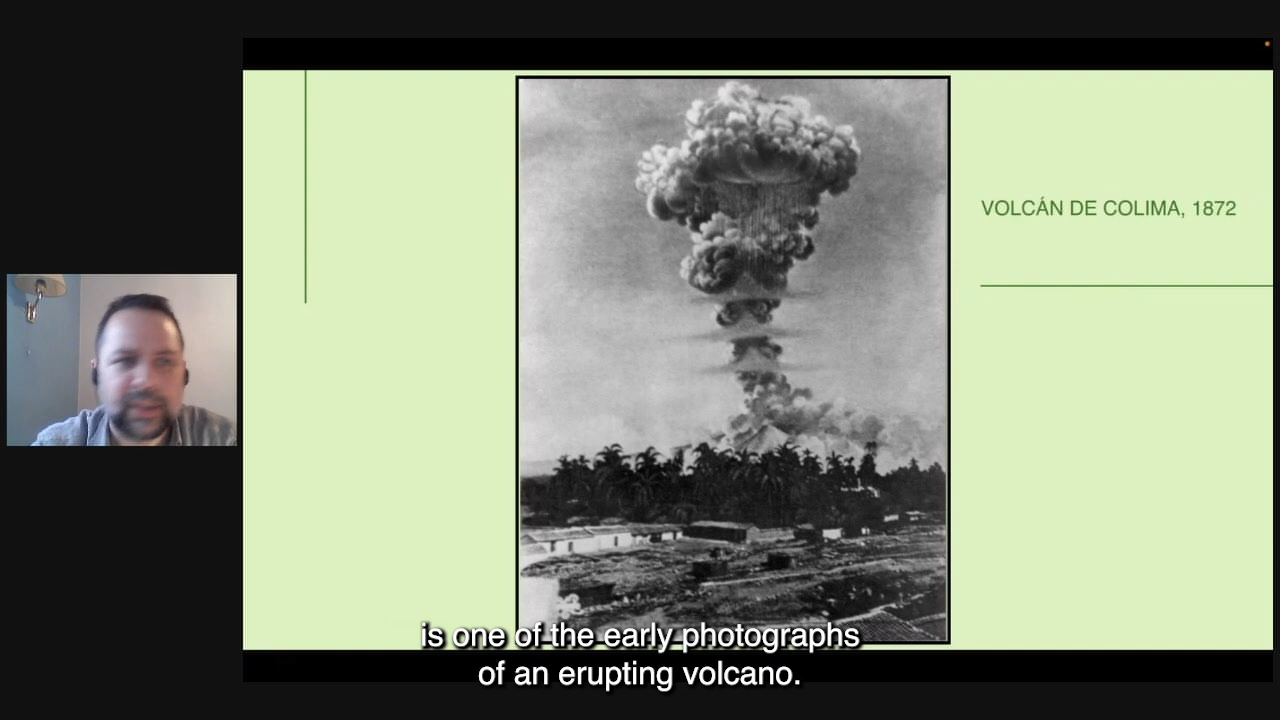 VOLCÁN DE COLIMA, 1872
is one of the early photographs
of an erupting volcano.